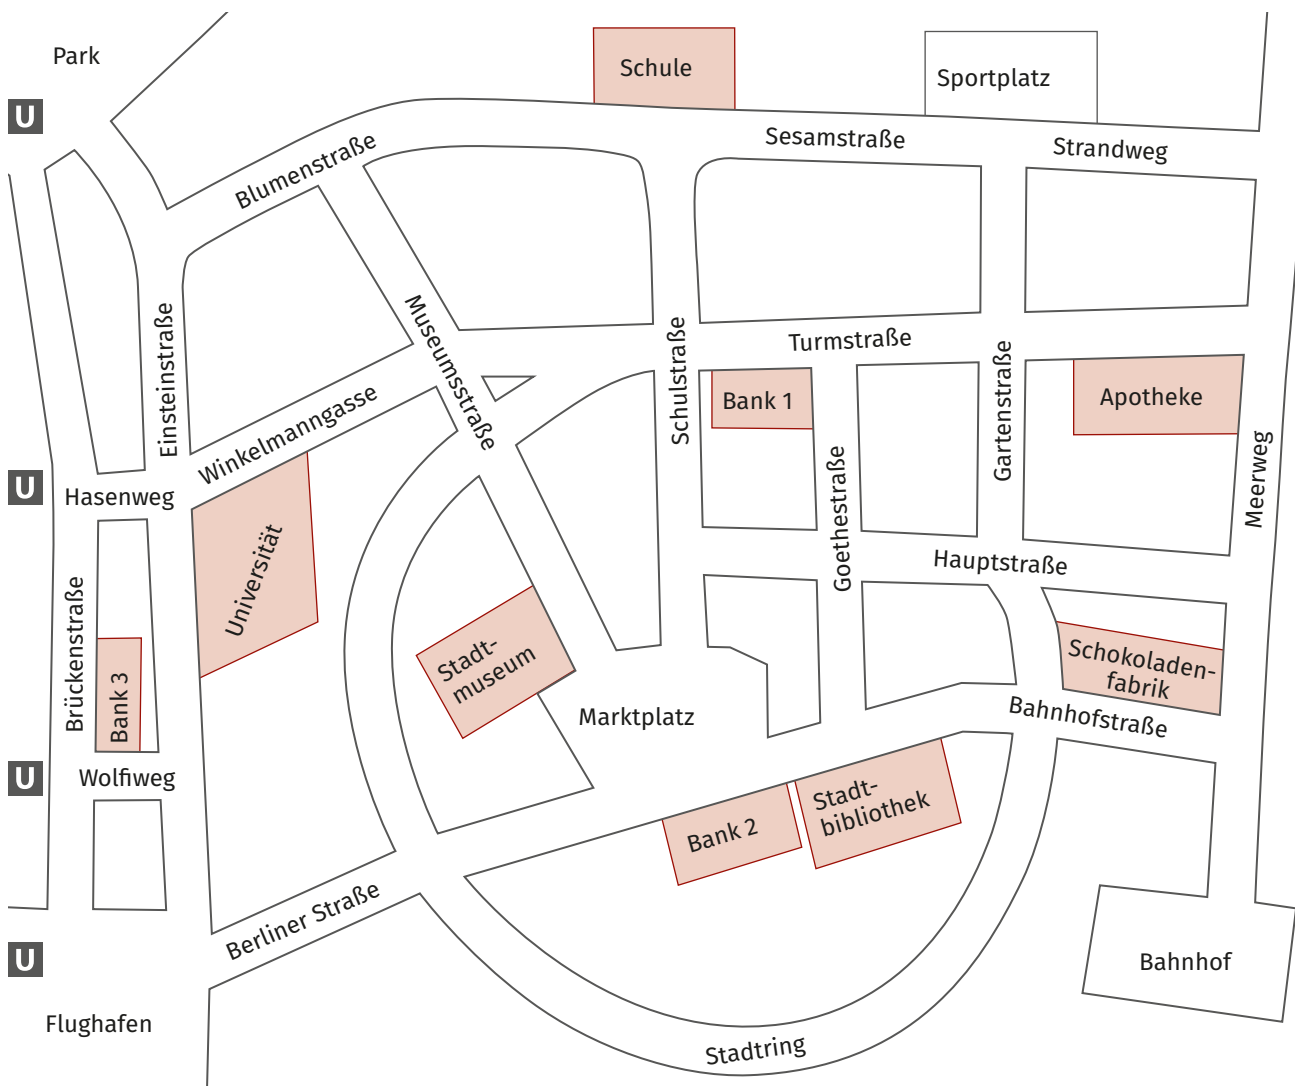 Park
Schule
Sportplatz
U
Sesamstraße
Strandweg
Blumenstraße
Museumsstraße
Einsteinstraße
Schulstraße
Turmstraße
Gartenstraße
Bank 1
Apotheke
Winkelmanngasse
Meerweg
U
Hasenweg
Goethestraße
Universität
Hauptstraße
Brückenstraße
Bank 3
Stadt-
museum
Schokoladen-
fabrik
Marktplatz
Bahnhofstraße
U
Wolfiweg
Stadt-
bibliothek
Bank 2
Berliner Straße
U
Bahnhof
Flughafen
Stadtring